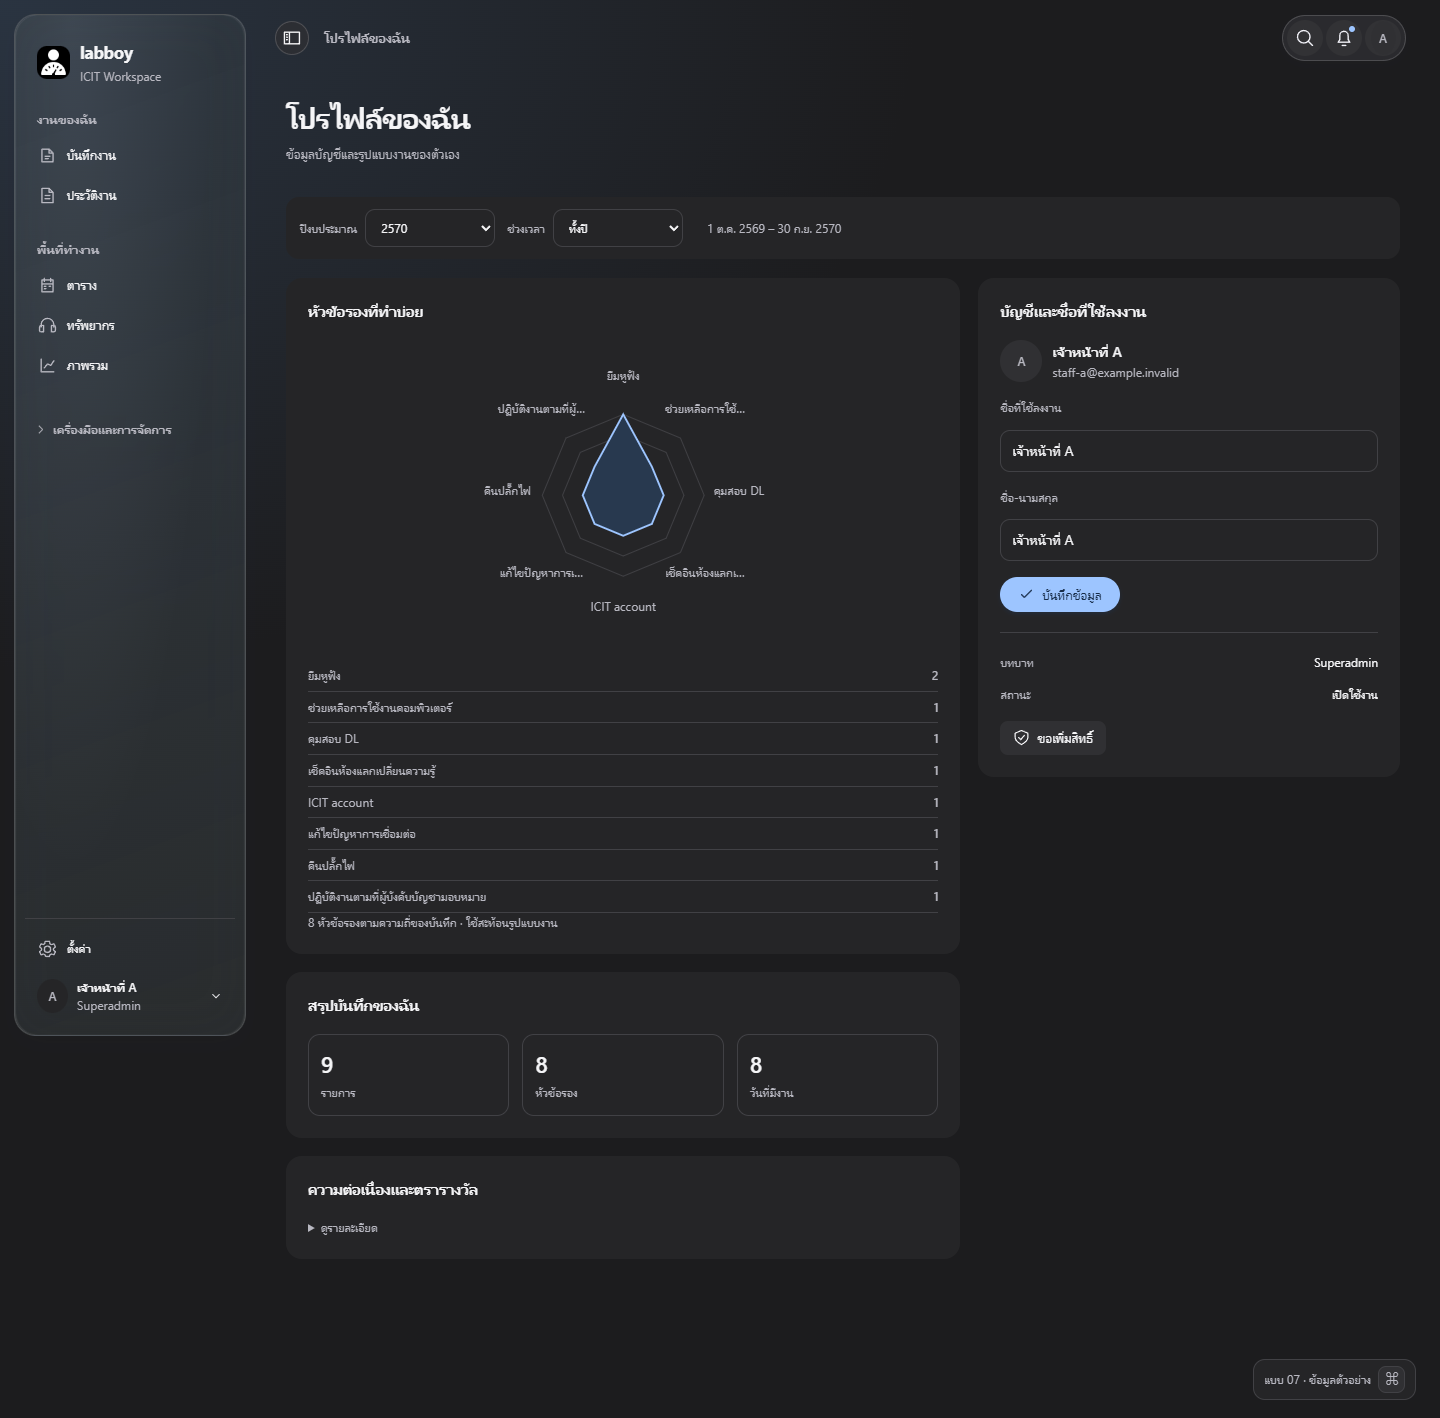 labboy
ICIT Workspace
งานของฉัน
บันทึกงาน
ประวัติงาน
พื้นที่ทำงาน
ตาราง
ทรัพยากร
ภาพรวม
เครื่องมือและการจัดการ
ตั้งค่า
A
เจ้าหน้าที่ A
Superadmin
โปรไฟล์ของฉัน
A
โปรไฟล์ของฉัน
ข้อมูลบัญชีและรูปแบบงานของตัวเอง
ปีงบประมาณ 2570 ช่วงเวลา ทั้งปี 1 ต.ค. 2569 – 30 ก.ย. 2570
หัวข้อรองที่ทำบ่อย
ยืมหูฟัง
ปฏิบัติงานตามที่ผู้... ช่วยเหลือการใช้...
คืนปลั๊กไฟ คุมสอบ DL
แก้ไขปัญหาการเ... เช็คอินห้องแลกเ...
ICIT account
ยืมหูฟัง 2
ช่วยเหลือการใช้งานคอมพิวเตอร์ 1
คุมสอบ DL 1
เช็คอินห้องแลกเปลี่ยนความรู้ 1
ICIT account 1
แก้ไขปัญหาการเชื่อมต่อ 1
คืนปลั๊กไฟ 1
ปฏิบัติงานตามที่ผู้บังคับบัญชามอบหมาย 1
8 หัวข้อรองตามความถี่ของบันทึก · ใช้สะท้อนรูปแบบงาน
สรุปบันทึกของฉัน
9
รายการ
8
หัวข้อรอง
8
วันที่มีงาน
ความต่อเนื่องและตรารางวัล
ดูรายละเอียด
บัญชีและชื่อที่ใช้ลงงาน
A
เจ้าหน้าที่ A
staff-a@example.invalid
ชื่อที่ใช้ลงงาน
เจ้าหน้าที่ A
ชื่อ-นามสกุล
เจ้าหน้าที่ A
บันทึกข้อมูล
บทบาท Superadmin
สถานะ เปิดใช้งาน
ขอเพิ่มสิทธิ์
แบบ 07 · ข้อมูลตัวอย่าง ⌘